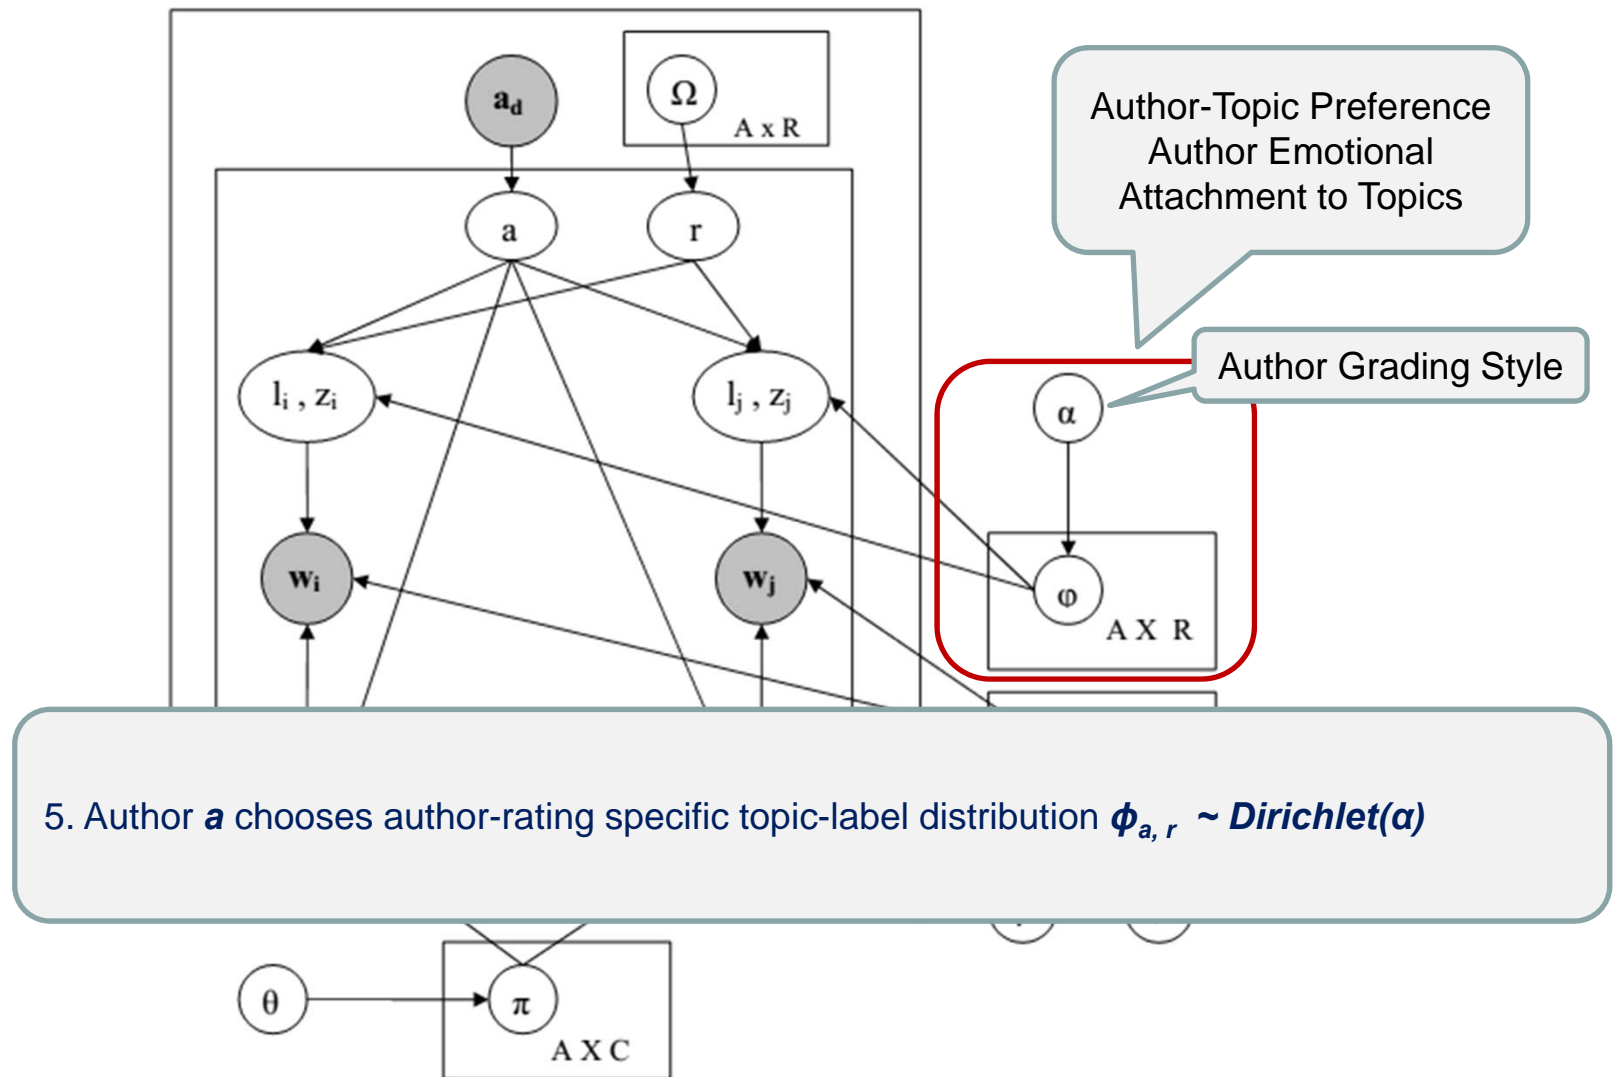 a_d
Ω
A x R
Author-Topic Preference
Author Emotional
Attachment to Topics
a
r
Author Grading Style
l_i , z_i
l_j , z_j
α
w_i
w_j
φ
A X R
5. Author a chooses author-rating specific topic-label distribution ϕ_a, r ~ Dirichlet(α)
θ
π
A X C